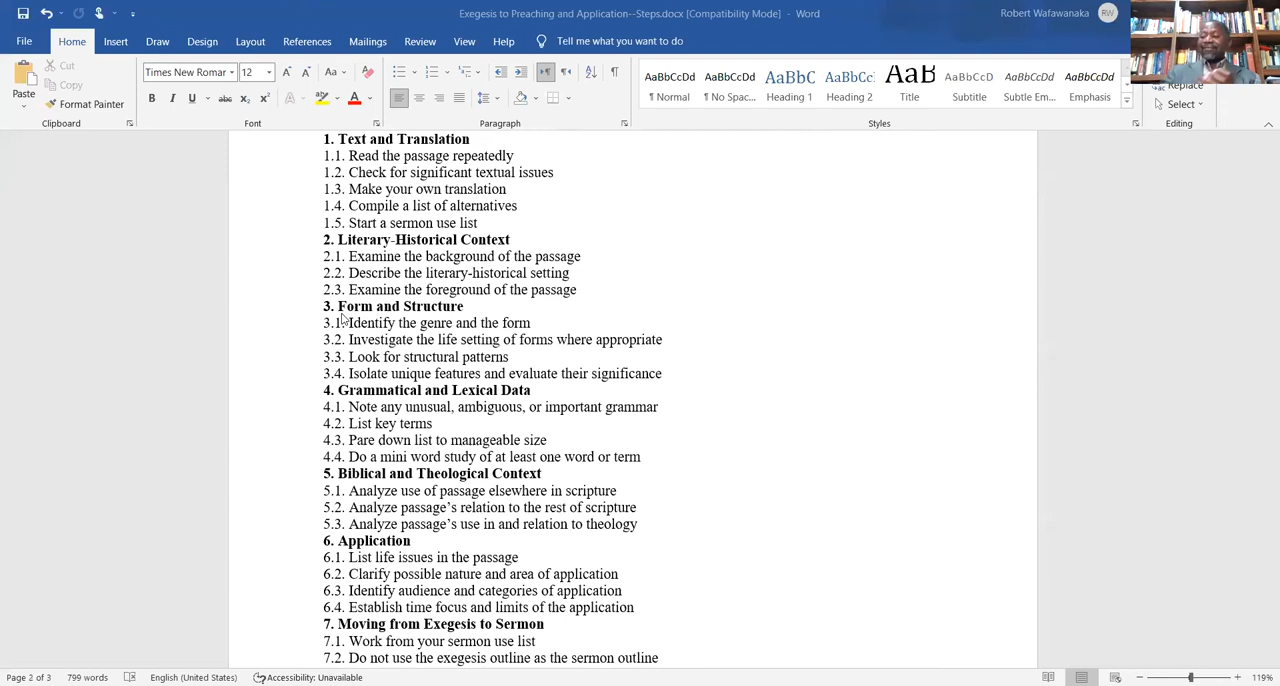 Exegesis to Preaching and Application--Steps.docx [Compatibility Mode] - Word
Robert Wafawanaka
RW
File Home Insert Draw Design Layout References Mailings Review View Help Tell me what you want to do
Cut
Copy
Format Painter
Paste
Clipboard
Times New Romar 12
Aa
B I U abc x₂ x² A A
Font
Paragraph
AaBbCcDd AaBbCcDd AaBbC AaBbCc AaB AaBbCcD AaBbCcDd AaBbCcDd
¶ Normal ¶ No Spac... Heading 1 Heading 2 Title Subtitle Subtle Em... Emphasis
Styles
Replace
Select
Editing
1. Text and Translation
1.1. Read the passage repeatedly
1.2. Check for significant textual issues
1.3. Make your own translation
1.4. Compile a list of alternatives
1.5. Start a sermon use list
2. Literary-Historical Context
2.1. Examine the background of the passage
2.2. Describe the literary-historical setting
2.3. Examine the foreground of the passage
3. Form and Structure
3.1. Identify the genre and the form
3.2. Investigate the life setting of forms where appropriate
3.3. Look for structural patterns
3.4. Isolate unique features and evaluate their significance
4. Grammatical and Lexical Data
4.1. Note any unusual, ambiguous, or important grammar
4.2. List key terms
4.3. Pare down list to manageable size
4.4. Do a mini word study of at least one word or term
5. Biblical and Theological Context
5.1. Analyze use of passage elsewhere in scripture
5.2. Analyze passage’s relation to the rest of scripture
5.3. Analyze passage’s use in and relation to theology
6. Application
6.1. List life issues in the passage
6.2. Clarify possible nature and area of application
6.3. Identify audience and categories of application
6.4. Establish time focus and limits of the application
7. Moving from Exegesis to Sermon
7.1. Work from your sermon use list
7.2. Do not use the exegesis outline as the sermon outline
Page 2 of 3 799 words English (United States) Accessibility: Unavailable
119%